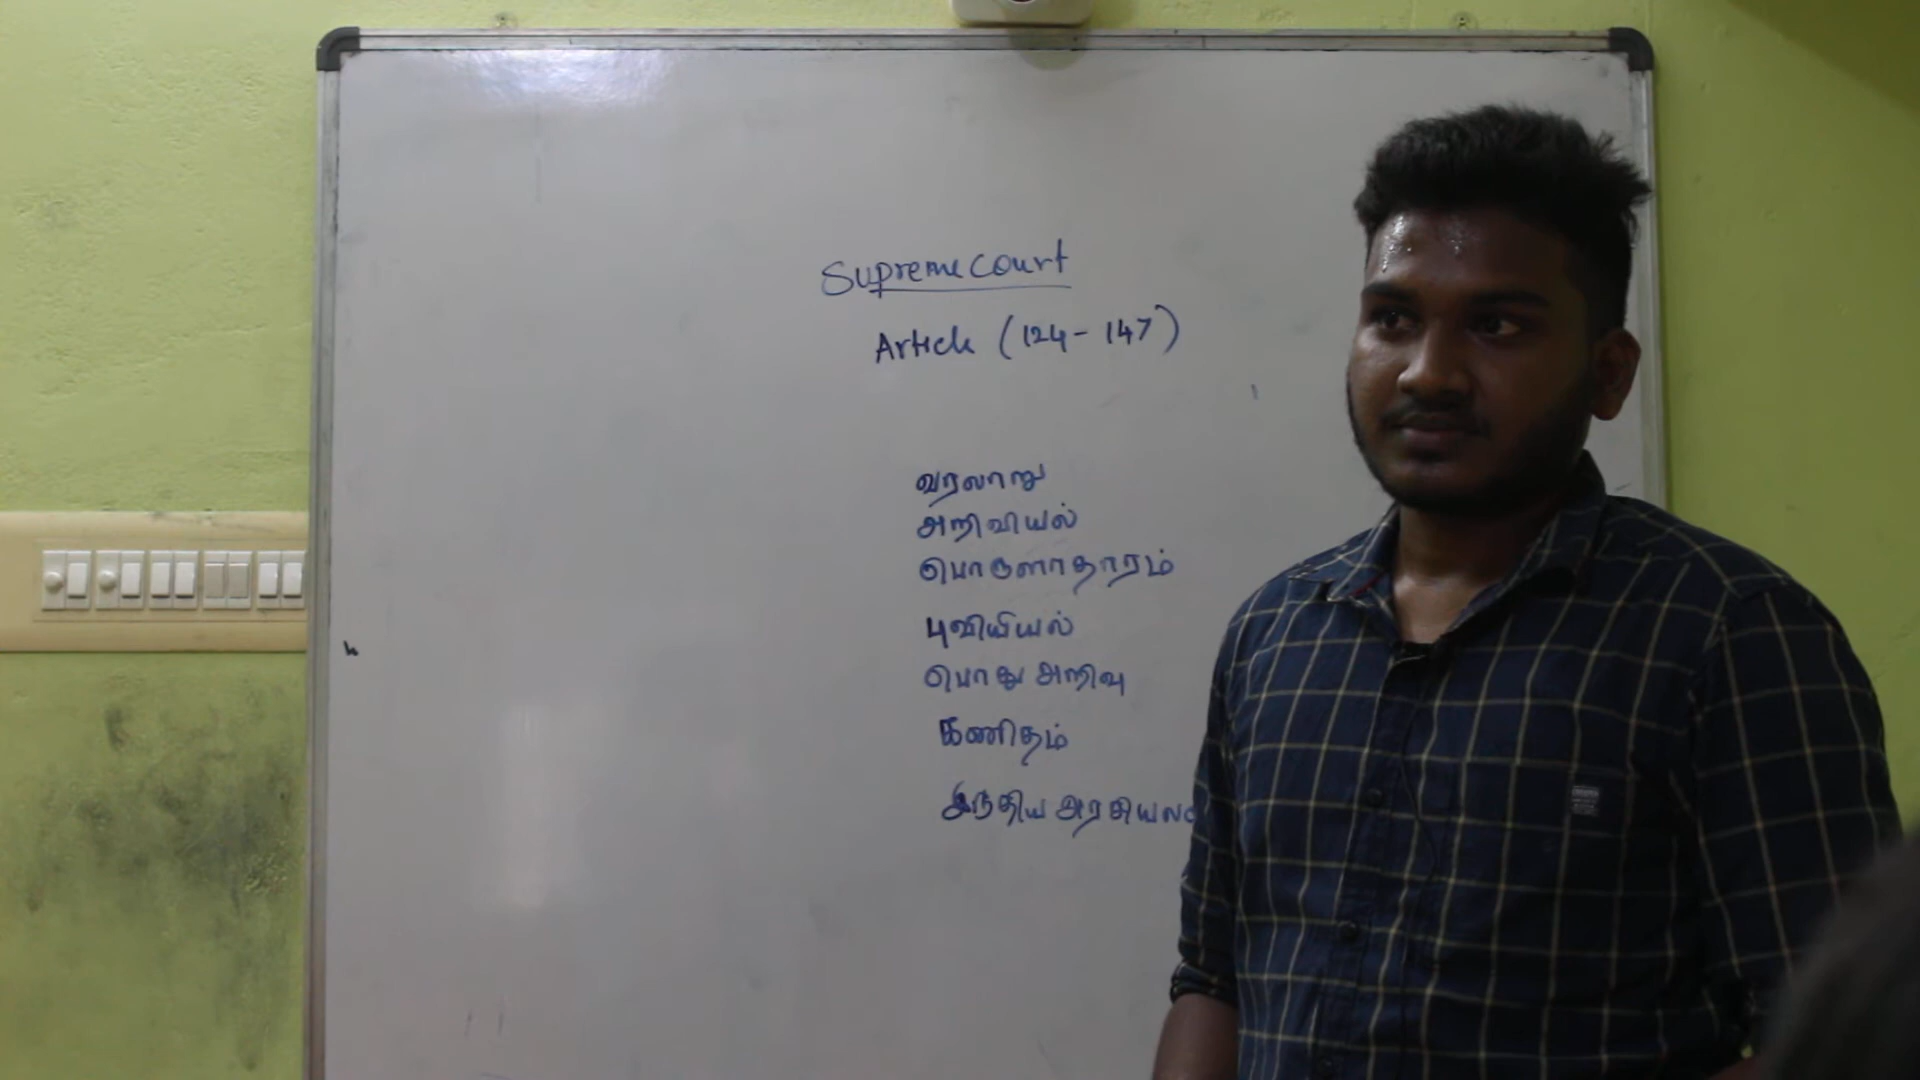 Supreme court
Article (124 - 147)
வரலாறு
அறிவியல்
பொருளாதாரம்
புவியியல்
பொது அறிவு
கணிதம்
இந்திய அரசியல்